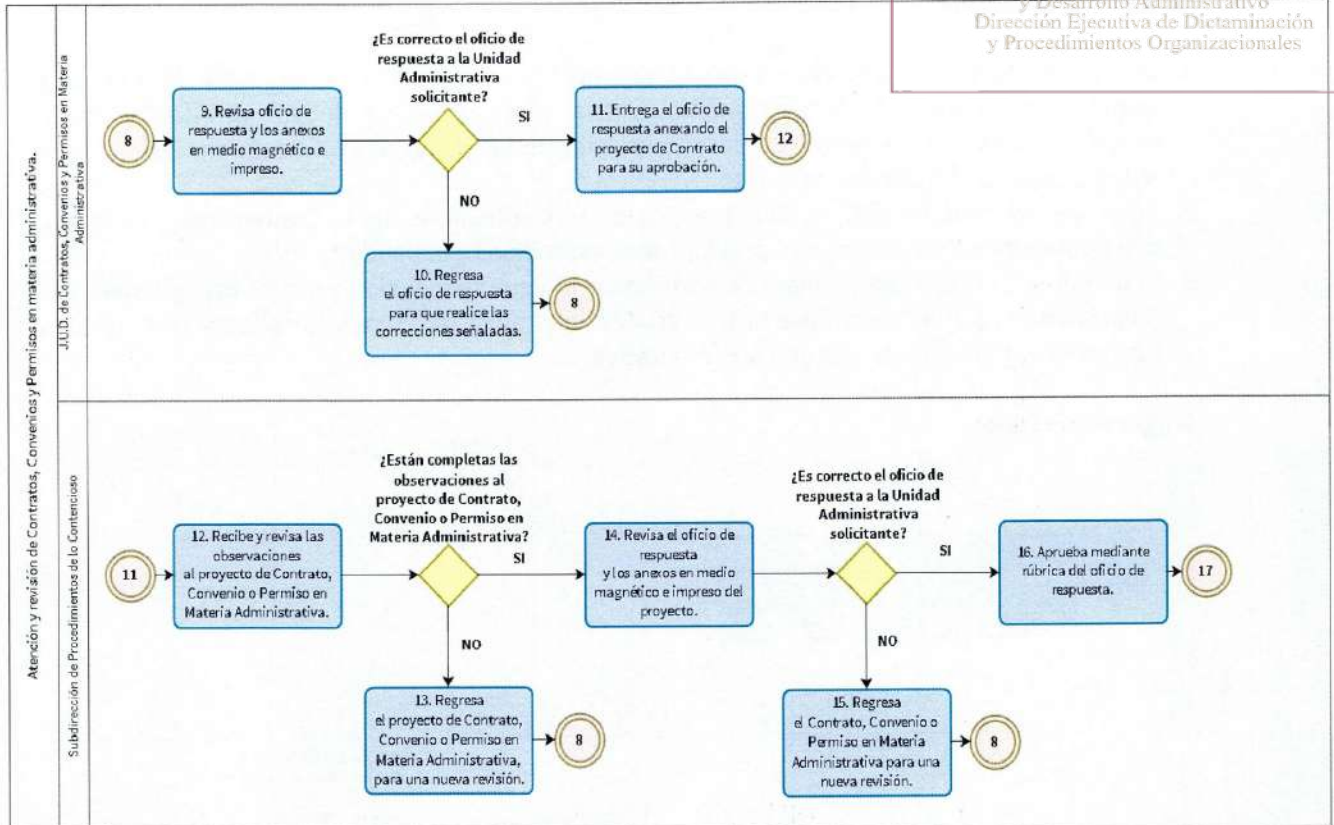 y Desarrollo Administrativo
Dirección Ejecutiva de Dictaminación
y Procedimientos Organizacionales
Atención y revisión de Contratos, Convenios y Permisos en materia administrativa.
J.U.D. de Contratos, Convenios y Permisos en Materia
Administrativa
8
9. Revisa oficio de
respuesta y los anexos
en medio magnético e
impreso.
¿Es correcto el oficio de
respuesta a la Unidad
Administrativa
solicitante?
SI
11. Entrega el oficio de
respuesta anexando el
proyecto de Contrato
para su aprobación.
12
NO
10. Regresa
el oficio de respuesta
para que realice las
correcciones señaladas.
8
Subdirección de Procedimientos de lo Contencioso
11
12. Recibe y revisa las
observaciones
al proyecto de Contrato,
Convenio o Permiso en
Materia Administrativa.
¿Están completas las
observaciones al
proyecto de Contrato,
Convenio o Permiso en
Materia Administrativa?
SI
14. Revisa el oficio de
respuesta
y los anexos en medio
magnético e impreso del
proyecto.
¿Es correcto el oficio de
respuesta a la Unidad
Administrativa
solicitante?
SI
16. Aprueba mediante
rúbrica del oficio de
respuesta.
17
NO
13. Regresa
el proyecto de Contrato,
Convenio o Permiso en
Materia Administrativa,
para una nueva revisión.
8
NO
15. Regresa
el Contrato, Convenio o
Permiso en Materia
Administrativa para una
nueva revisión.
8